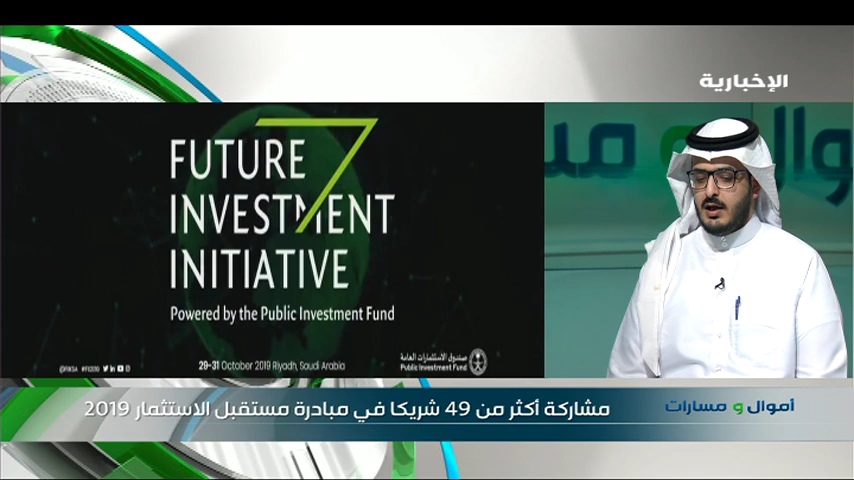 الإخبارية
FUTURE
INVESTMENT
INITIATIVE
Powered by the Public Investment Fund
29-31 October 2019 Riyadh, Saudi Arabia
صندوق الاستثمارات العامة
Public Investment Fund
#FII2019
أموال و مسارات
مشاركة أكثر من 49 شريكا في مبادرة مستقبل الاستثمار 2019